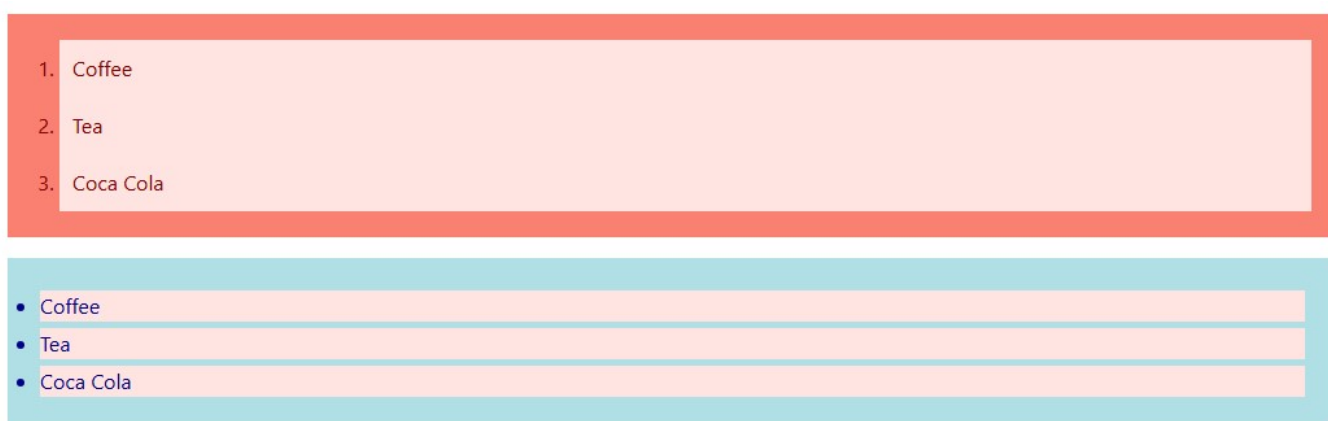 1. Coffee
2. Tea
3. Coca Cola
• Coffee
• Tea
• Coca Cola